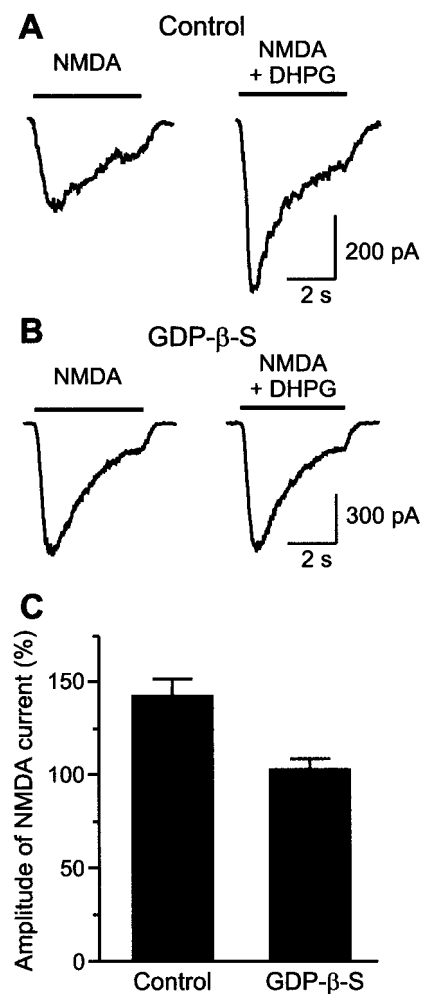 A
Control
NMDA
NMDA
+ DHPG
200 pA
2 s
B
GDP-β-S
NMDA
NMDA
+ DHPG
300 pA
2 s
C
Amplitude of NMDA current (%)
150
100
50
0
Control
GDP-β-S